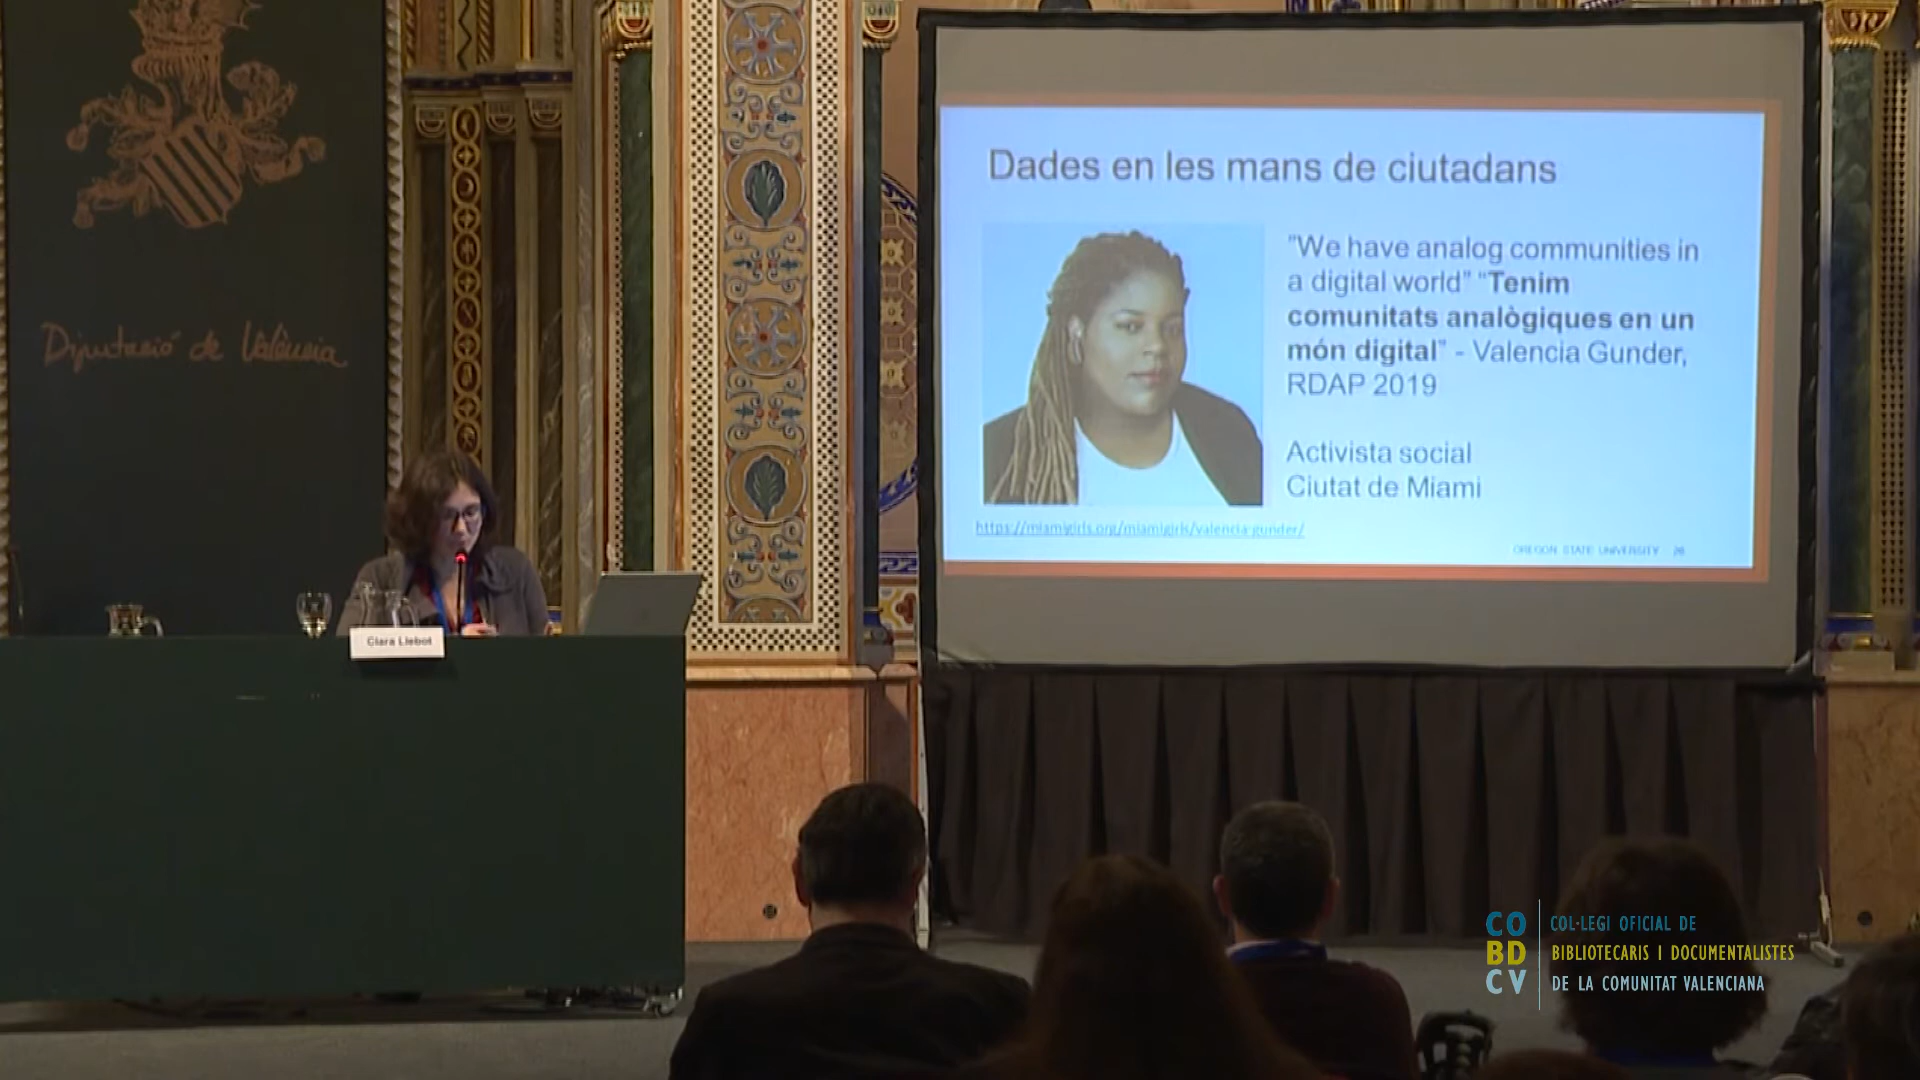 Diputació de València
Clara Llebot
Dades en les mans de ciutadans
"We have analog communities in
a digital world" "Tenim
comunitats analògiques en un
món digital" - Valencia Gunder,
RDAP 2019
Activista social
Ciutat de Miami
https://miamigirls.org/miamigirls/valencia-gunder/
OREGON STATE UNIVERSITY
CO
BD
CV
COL·LEGI OFICIAL DE
BIBLIOTECARIS I DOCUMENTALISTES
DE LA COMUNITAT VALENCIANA